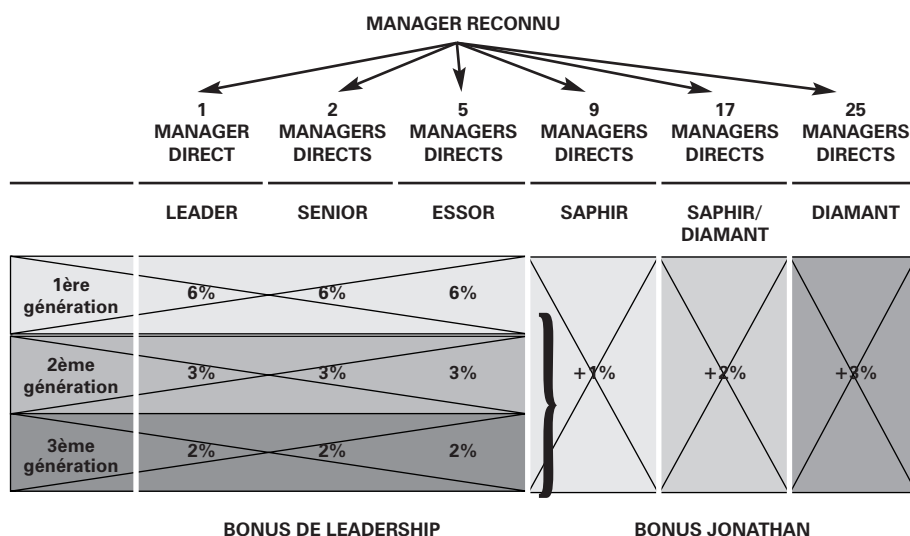 MANAGER RECONNU
1 2 5 9 17 25
MANAGER MANAGERS MANAGERS MANAGERS MANAGERS MANAGERS
DIRECT DIRECTS DIRECTS DIRECTS DIRECTS DIRECTS
LEADER SENIOR ESSOR SAPHIR SAPHIR/ DIAMANT
DIAMANT
1ère
génération 6% 6% 6%
2ème
génération 3% 3% 3% +1% +2% +3%
3ème
génération 2% 2% 2%
BONUS DE LEADERSHIP BONUS JONATHAN